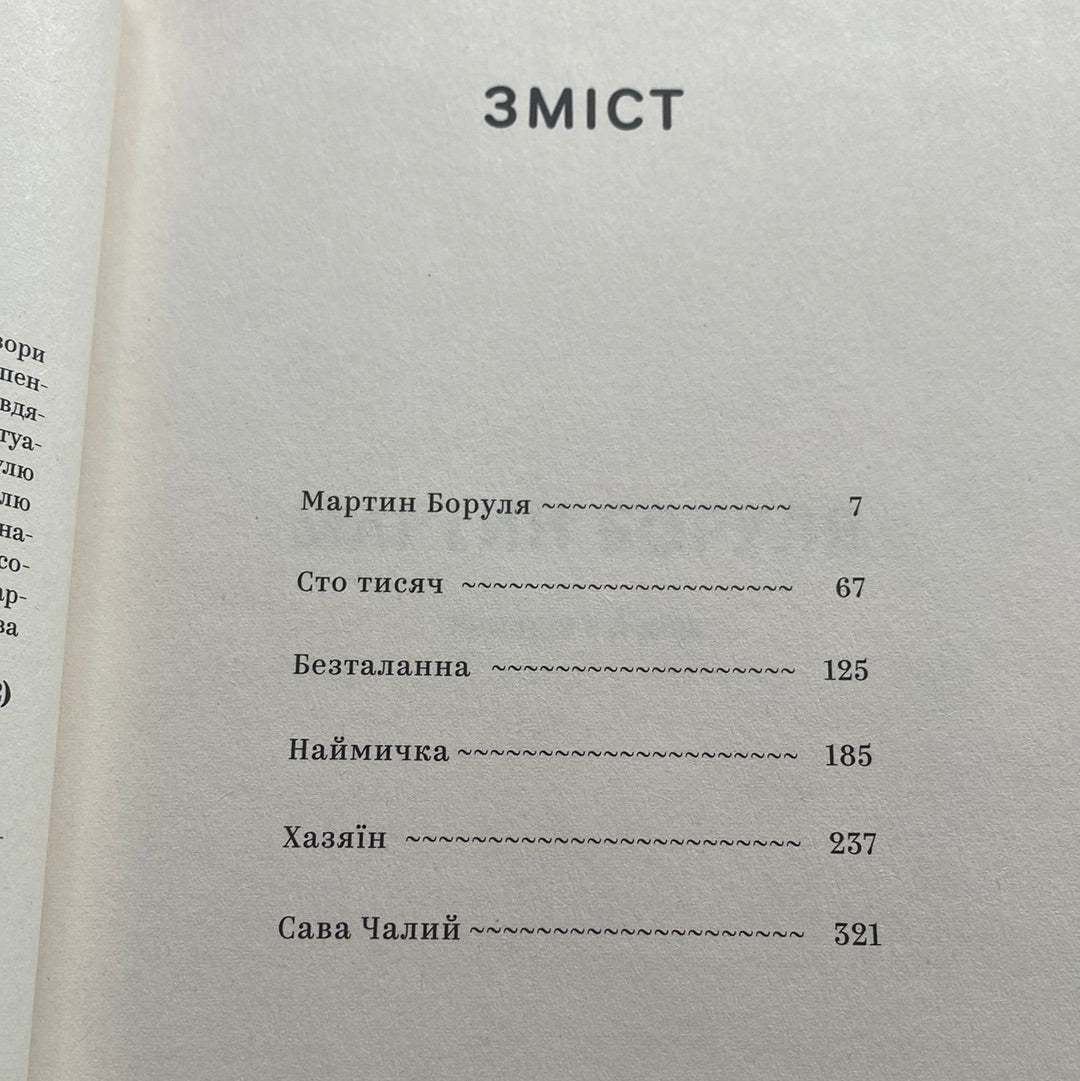 ЗМІСТ
Мартин Боруля ~~~~~~~~~~~~~~~~ 7
Сто тисяч ~~~~~~~~~~~~~~~~~~~~~ 67
Безталанна ~~~~~~~~~~~~~~~~~~~ 125
Наймичка ~~~~~~~~~~~~~~~~~~~~~ 185
Хазяїн ~~~~~~~~~~~~~~~~~~~~~~~~ 237
Сава Чалий ~~~~~~~~~~~~~~~~~~~~ 321